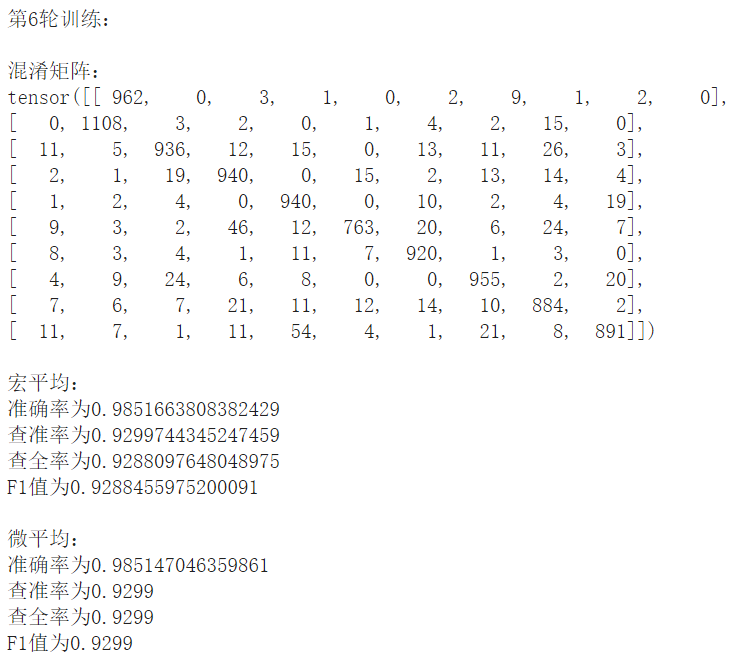 第6轮训练：
混淆矩阵：
tensor([[ 962, 0, 3, 1, 0, 2, 9, 1, 2, 0],
[ 0, 1108, 3, 2, 0, 1, 4, 2, 15, 0],
[ 11, 5, 936, 12, 15, 0, 13, 11, 26, 3],
[ 2, 1, 19, 940, 0, 15, 2, 13, 14, 4],
[ 1, 2, 4, 0, 940, 0, 10, 2, 4, 19],
[ 9, 3, 2, 46, 12, 763, 20, 6, 24, 7],
[ 8, 3, 4, 1, 11, 7, 920, 1, 3, 0],
[ 4, 9, 24, 6, 8, 0, 0, 955, 2, 20],
[ 7, 6, 7, 21, 11, 12, 14, 10, 884, 2],
[ 11, 7, 1, 11, 54, 4, 1, 21, 8, 891]])
宏平均：
准确率为0.9851663808382429
查准率为0.9299744345247459
查全率为0.9288097648048975
F1值为0.9288455975200091
微平均：
准确率为0.985147046359861
查准率为0.9299
查全率为0.9299
F1值为0.9299